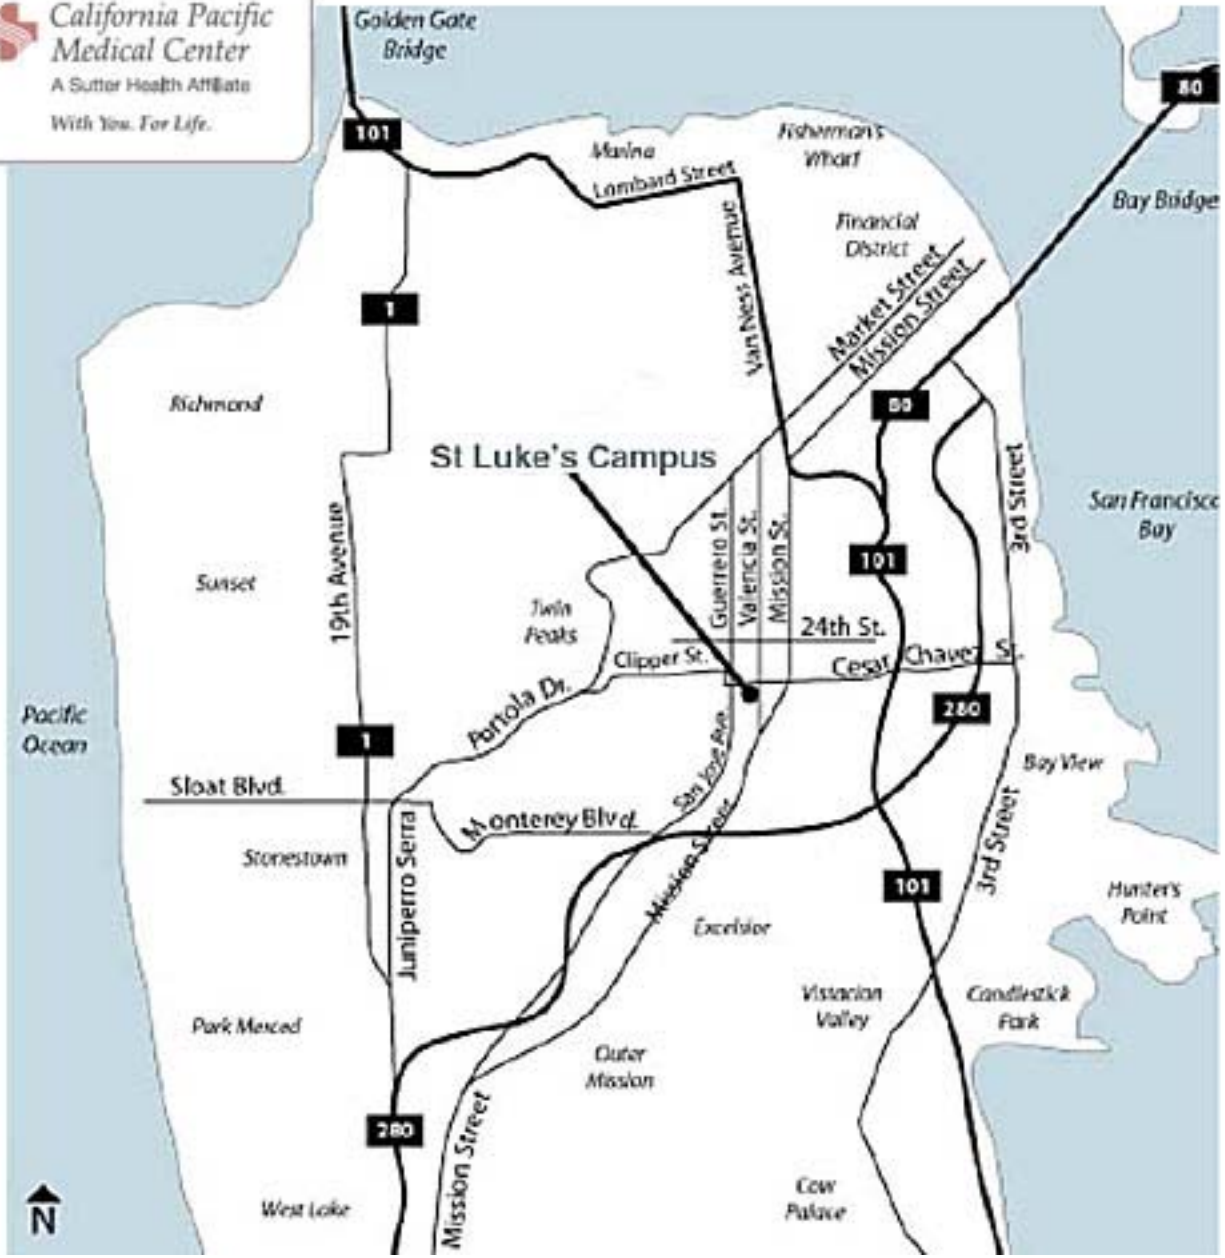 California Pacific
Medical Center
A Sutter Health Affiliate
With You. For Life.
Golden Gate
Bridge
80
101
Marina
Fisherman's
Wharf
Lombard Street
Bay Bridge
Financial
District
Van Ness Avenue
Market Street
Mission Street
1
Richmond
80
St Luke's Campus
3rd Street
San Francisco
Bay
19th Avenue
Guerrero St.
Valencia St.
Mission St.
101
Sunset
Twin
Peaks
24th St.
Clipper St.
Cesar Chavez St.
Portola Dr.
280
Pacific
Ocean
1
San Jose Ave.
Bay View
Sloat Blvd.
Monterey Blvd.
Mission Street
3rd Street
Stonestown
Juniperro Serra
101
Hunter's
Point
Excelsior
Park Merced
Vistacion
Valley
Candlestick
Park
Outer
Mission
280
Mission Street
N
West Lake
Cow
Palace